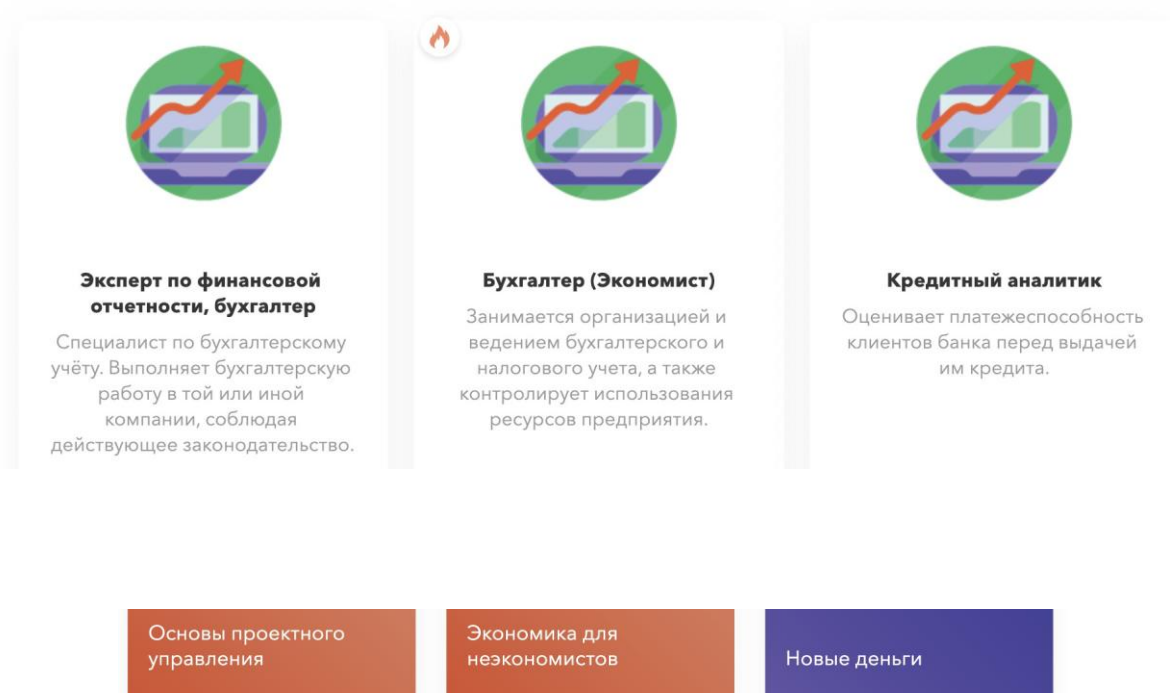 Эксперт по финансовой
отчетности, бухгалтер
Специалист по бухгалтерскому
учёту. Выполняет бухгалтерскую
работу в той или иной
компании, соблюдая
действующее законодательство.
Бухгалтер (Экономист)
Занимается организацией и
ведением бухгалтерского и
налогового учета, а также
контролирует использования
ресурсов предприятия.
Кредитный аналитик
Оценивает платежеспособность
клиентов банка перед выдачей
им кредита.
Основы проектного
управления
Экономика для
неэкономистов
Новые деньги